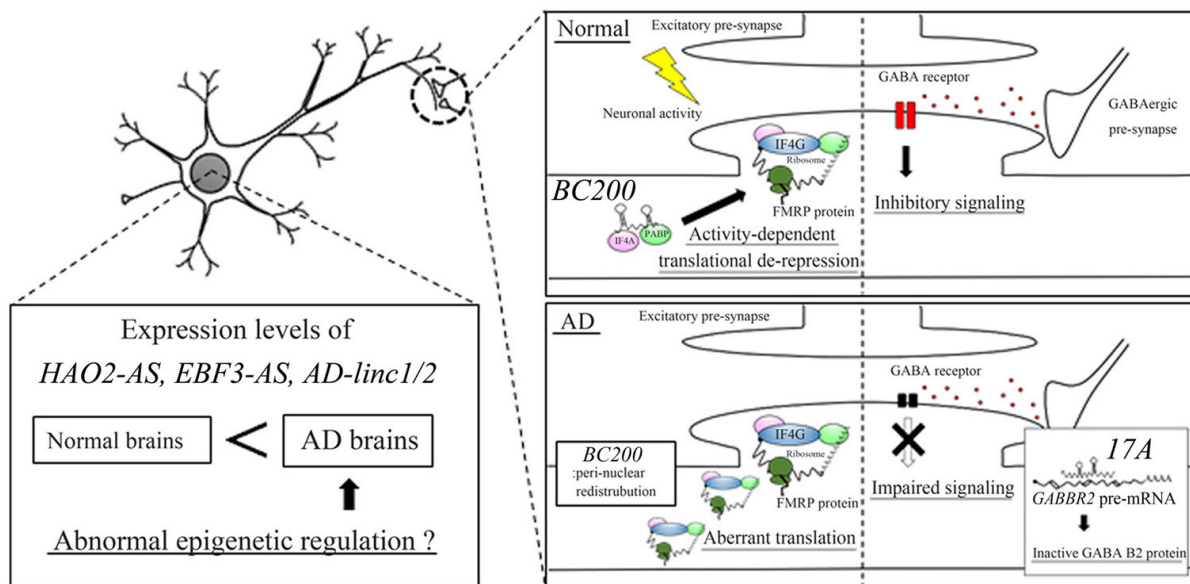 Normal
Excitatory pre-synapse
Neuronal activity
GABA receptor
GABAergic
pre-synapse
IF4G
Ribosome
BC200
IF4A
PABP
FMRP protein
Activity-dependent
translational de-repression
Inhibitory signaling
Expression levels of
HAO2-AS, EBF3-AS, AD-linc1/2
Normal brains
<
AD brains
Abnormal epigenetic regulation ?
AD
Excitatory pre-synapse
GABA receptor
IF4G
Ribosome
BC200
:peri-nuclear
redistrubution
FMRP protein
Aberrant translation
Impaired signaling
17A
GABBR2 pre-mRNA
Inactive GABA B2 protein